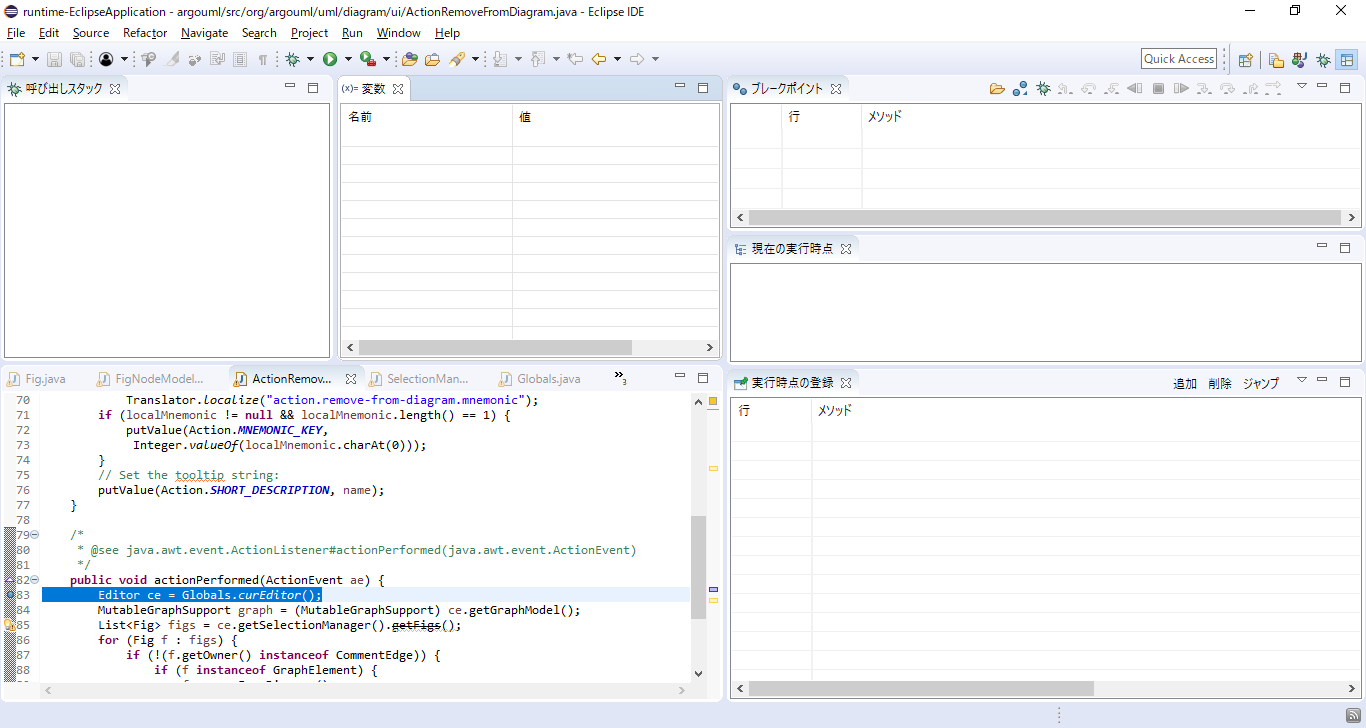 runtime-EclipseApplication - argouml/src/org/argouml/uml/diagram/ui/ActionRemoveFromDiagram.java - Eclipse IDE
File Edit Source Refactor Navigate Search Project Run Window Help
Quick Access
呼び出しスタック
(x)= 変数
名前 値
ブレークポイント
行 メソッド
現在の実行時点
実行時点の登録
追加 削除 ジャンプ
行 メソッド
Fig.java FigNodeModel... ActionRemov... SelectionMan... Globals.java »3
70 Translator.localize("action.remove-from-diagram.mnemonic");
71 if (localMnemonic != null && localMnemonic.length() == 1) {
72 putValue(Action.MNEMONIC_KEY,
73 Integer.valueOf(localMnemonic.charAt(0)));
74 }
75 // Set the tooltip string:
76 putValue(Action.SHORT_DESCRIPTION, name);
77 }
78
79 /*
80 * @see java.awt.event.ActionListener#actionPerformed(java.awt.event.ActionEvent)
81 */
82 public void actionPerformed(ActionEvent ae) {
83 Editor ce = Globals.curEditor();
84 MutableGraphSupport graph = (MutableGraphSupport) ce.getGraphModel();
85 List<Fig> figs = ce.getSelectionManager().getFigs();
86 for (Fig f : figs) {
87 if (!(f.getOwner() instanceof CommentEdge)) {
88 if (f instanceof GraphElement) {